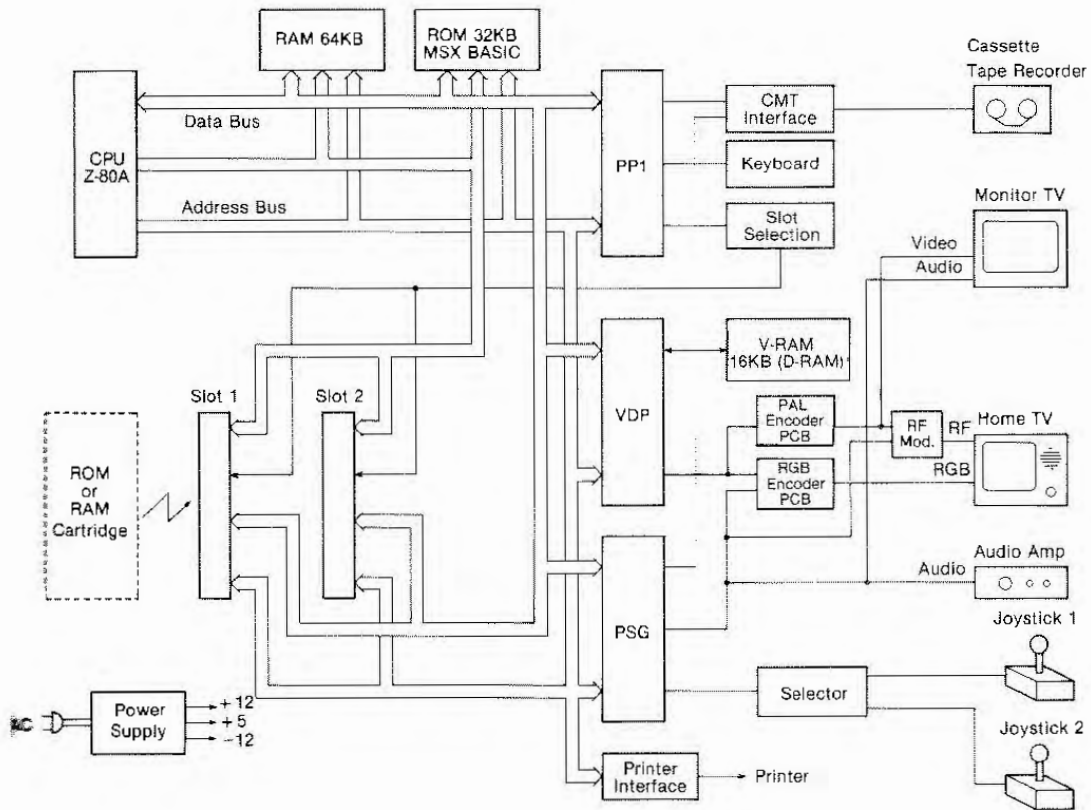 RAM 64KB
ROM 32KB
MSX BASIC
Cassette
Tape Recorder
CPU
Z-80A
Data Bus
Address Bus
PP1
CMT
Interface
Keyboard
Slot
Selection
Monitor TV
Video
Audio
Slot 1
Slot 2
VDP
V-RAM
16KB (D-RAM)
PAL
Encoder
PCB
RGB
Encoder
PCB
RF
Mod.
RF
RGB
Home TV
ROM
or
RAM
Cartridge
PSG
Audio
Audio Amp
Joystick 1
Selector
Joystick 2
AC
Power
Supply
+12
+5
-12
Printer
Interface
Printer